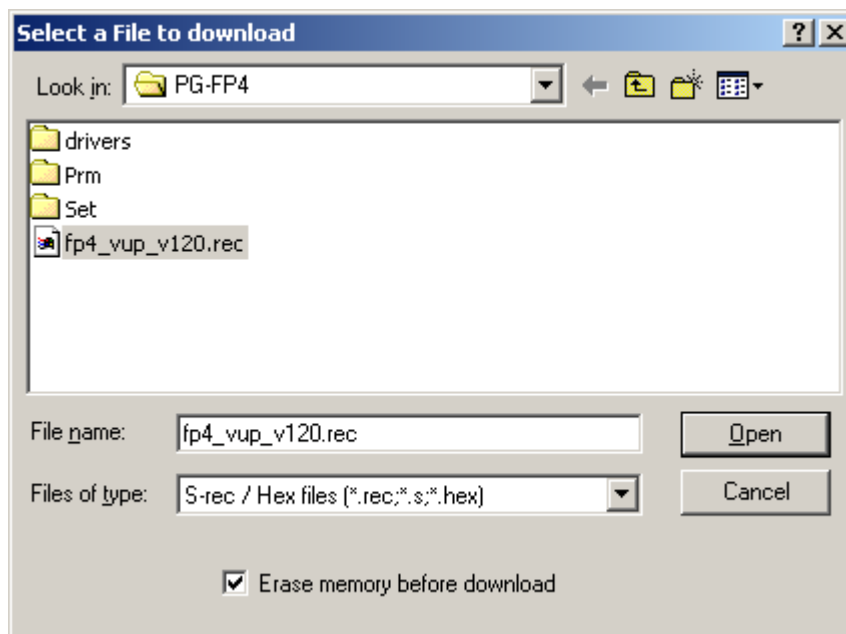 Select a File to download
Look in: PG-FP4
drivers
Prm
Set
fp4_vup_v120.rec
File name: fp4_vup_v120.rec Open
Files of type: S-rec / Hex files (*.rec;*.s;*.hex) Cancel
Erase memory before download